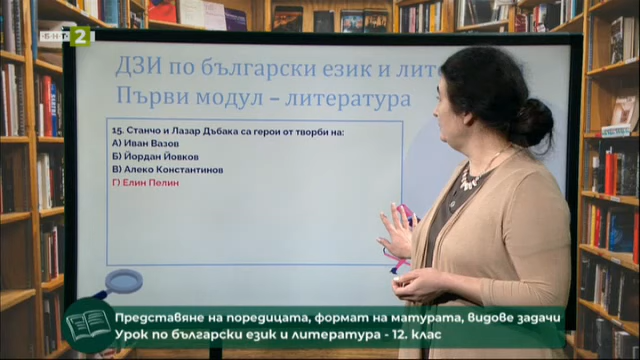 БНТ 2
ДЗИ по български език и лит
Първи модул – литература
15. Станчо и Лазар Дъбака са герои от творби на:
А) Иван Вазов
Б) Йордан Йовков
В) Алеко Константинов
Г) Елин Пелин
Представяне на поредицата, формат на матурата, видове задачи
Урок по български език и литература - 12. клас